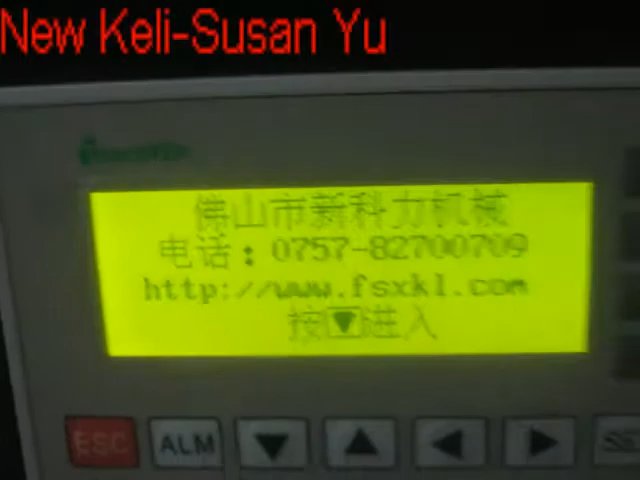 New Keli-Susan Yu
佛山市新科力机械
电话：0757-82700709
http://www.fsxkl.com
按▼进入
ESC ALM ▼ ▲ ◀ ▶